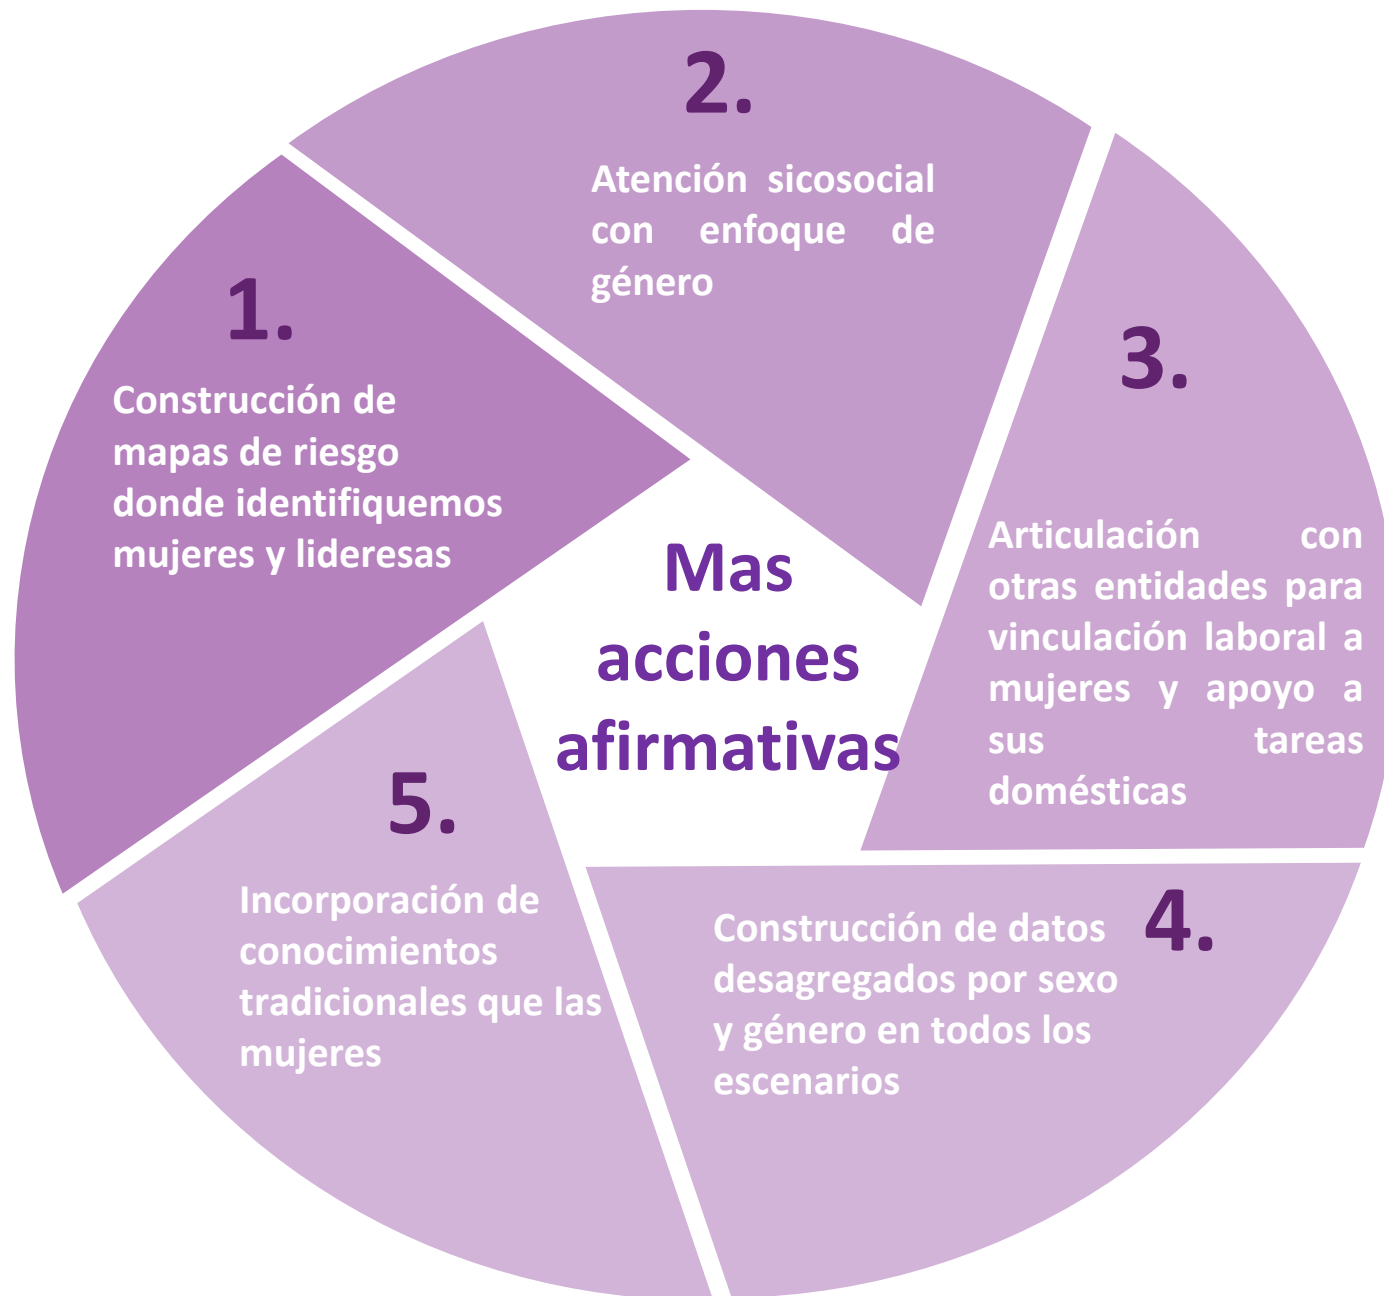 1.
Construcción de
mapas de riesgo
donde identifiquemos
mujeres y lideresas
2.
Atención sicosocial
con enfoque de
género
3.
Articulación con
otras entidades para
vinculación laboral a
mujeres y apoyo a
sus tareas
domésticas
4.
Construcción de datos
desagregados por sexo
y género en todos los
escenarios
5.
Incorporación de
conocimientos
tradicionales que las
mujeres
Mas
acciones
afirmativas